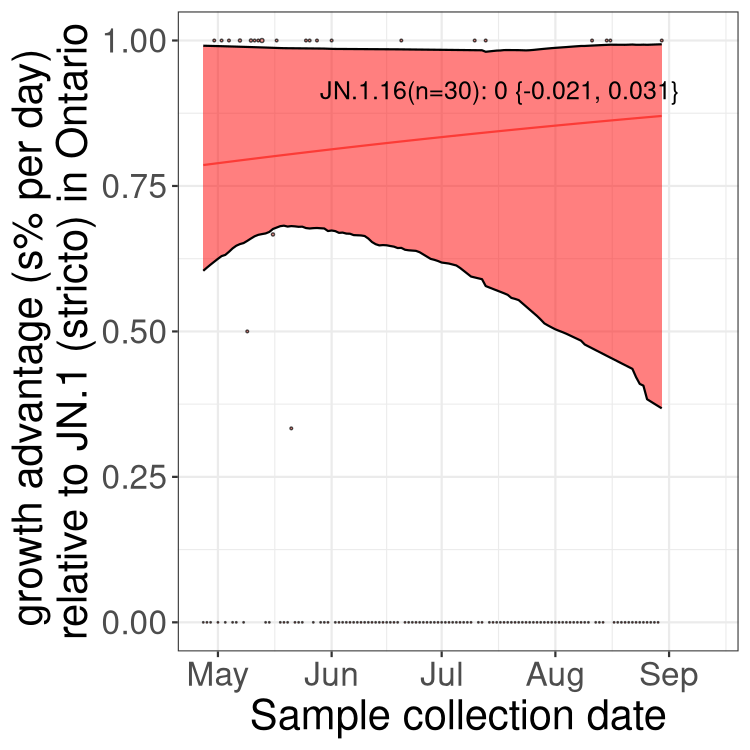 growth advantage (s% per day)
relative to JN.1 (stricto) in Ontario
1.00
0.75
0.50
0.25
0.00
JN.1.16(n=30): 0 {-0.021, 0.031}
May Jun Jul Aug Sep
Sample collection date